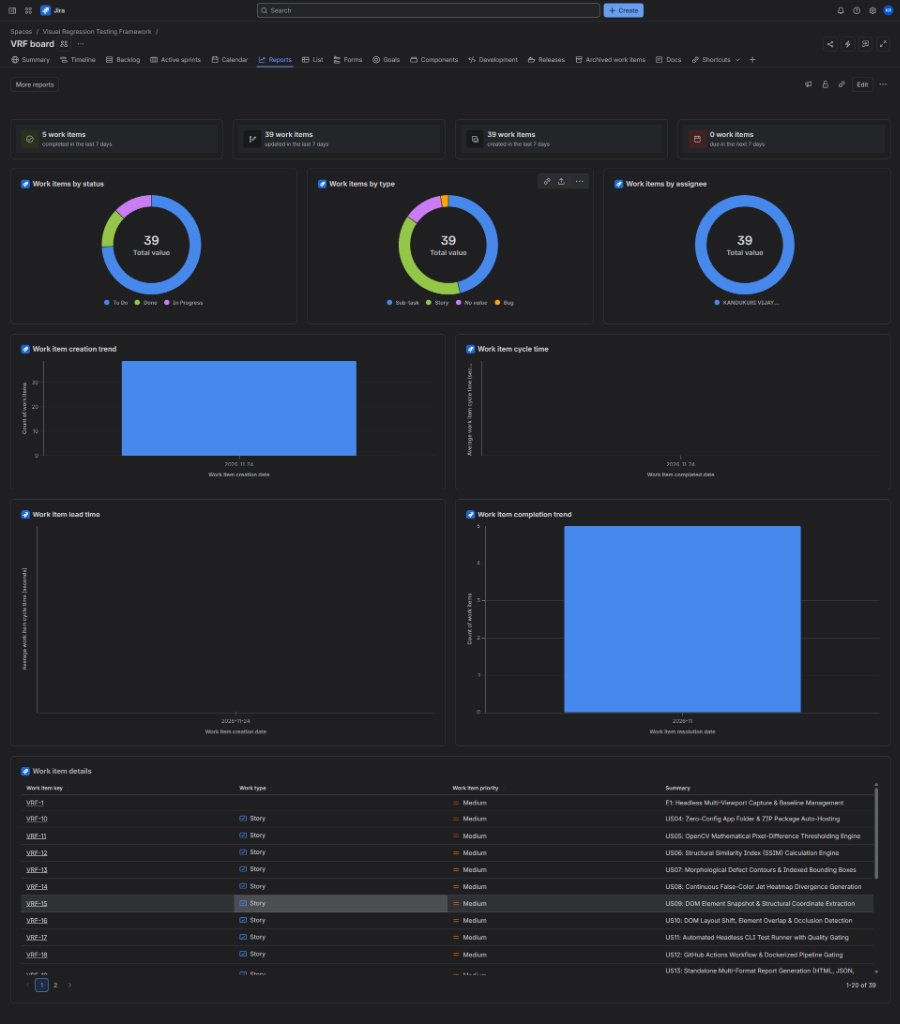 Jira
Search
+ Create
Spaces / Visual Regression Testing Framework /
VRF board
Summary Timeline Backlog Active sprints Calendar Reports List Forms Goals Components Development Releases Archived work items Docs Shortcuts
More reports
Edit
5 work items
completed in the last 7 days
39 work items
updated in the last 7 days
39 work items
created in the last 7 days
0 work items
due in the next 7 days
Work items by status
39
Total value
To Do Done In Progress
Work items by type
39
Total value
Sub-task Story No value Bug
Work items by assignee
39
Total value
KANDUKURI VIJAY...
Work item creation trend
Count of work items
30
20
10
0
2026-11-24
Work item creation date
Work item cycle time
Average work item cycle time (sec...
2026-11-24
Work item completed date
Work item lead time
Average work item cycle time (seconds)
2026-11-24
Work item creation date
Work item completion trend
Count of work items
5
4
3
2
1
0
2026-11
Work item resolution date
Work item details
Work item key Work type Work item priority Summary
VRF-1 Medium E1: Headless Multi-Viewport Capture & Baseline Management
VRF-10 Story Medium US04: Zero-Config App Folder & ZIP Package Auto-Hosting
VRF-11 Story Medium US05: OpenCV Mathematical Pixel-Difference Thresholding Engine
VRF-12 Story Medium US06: Structural Similarity Index (SSIM) Calculation Engine
VRF-13 Story Medium US07: Morphological Defect Contours & Indexed Bounding Boxes
VRF-14 Story Medium US08: Continuous False-Color Jet Heatmap Divergence Generation
VRF-15 Story Medium US09: DOM Element Snapshot & Structural Coordinate Extraction
VRF-16 Story Medium US10: DOM Layout Shift, Element Overlap & Occlusion Detection
VRF-17 Story Medium US11: Automated Headless CLI Test Runner with Quality Gating
VRF-18 Story Medium US12: GitHub Actions Workflow & Dockerized Pipeline Gating
VRF-19 Story Medium US13: Standalone Multi-Format Report Generation (HTML, JSON,
1 2
1-20 of 39